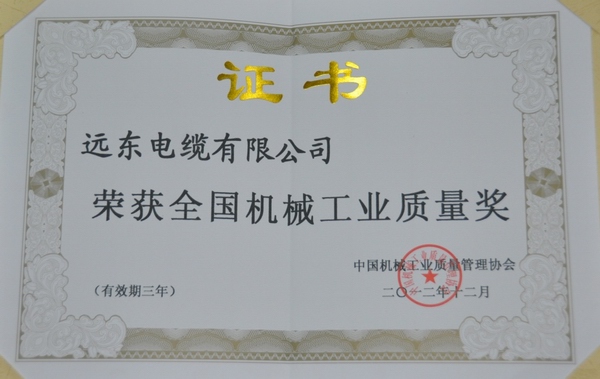 证书
远东电缆有限公司
荣获全国机械工业质量奖
中国机械工业质量管理协会
(有效期三年)
二〇一二年十二月